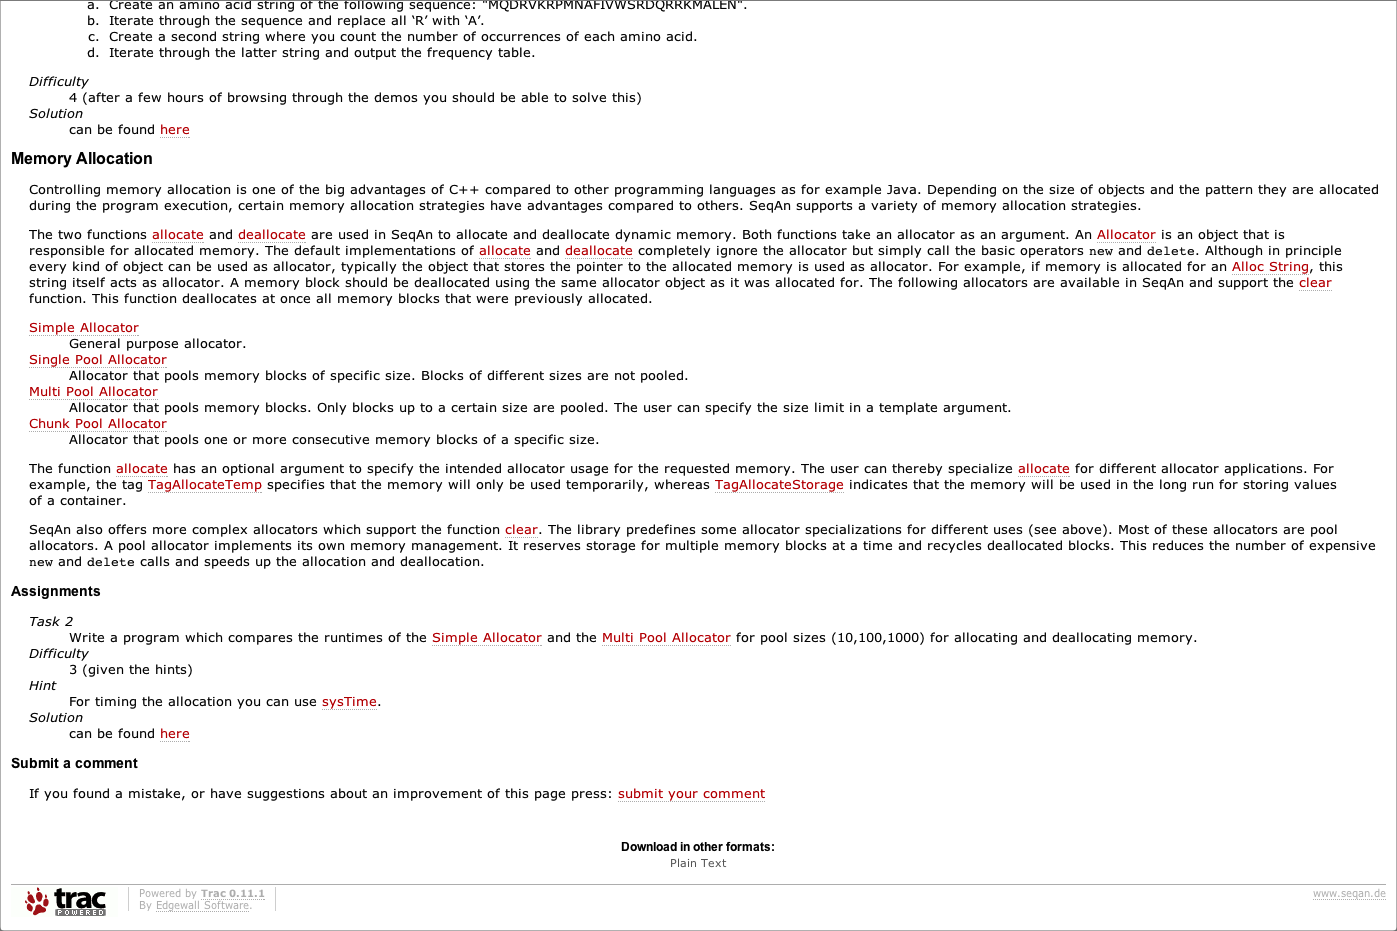 a. Create an amino acid string of the following sequence: "MQDRVKRPMNAFIVWSRDQRRKMALEN".
b. Iterate through the sequence and replace all ‘R’ with ‘A’.
c. Create a second string where you count the number of occurrences of each amino acid.
d. Iterate through the latter string and output the frequency table.
Difficulty
4 (after a few hours of browsing through the demos you should be able to solve this)
Solution
can be found here
Memory Allocation
Controlling memory allocation is one of the big advantages of C++ compared to other programming languages as for example Java. Depending on the size of objects and the pattern they are allocated
during the program execution, certain memory allocation strategies have advantages compared to others. SeqAn supports a variety of memory allocation strategies.
The two functions allocate and deallocate are used in SeqAn to allocate and deallocate dynamic memory. Both functions take an allocator as an argument. An Allocator is an object that is
responsible for allocated memory. The default implementations of allocate and deallocate completely ignore the allocator but simply call the basic operators new and delete. Although in principle
every kind of object can be used as allocator, typically the object that stores the pointer to the allocated memory is used as allocator. For example, if memory is allocated for an Alloc String, this
string itself acts as allocator. A memory block should be deallocated using the same allocator object as it was allocated for. The following allocators are available in SeqAn and support the clear
function. This function deallocates at once all memory blocks that were previously allocated.
Simple Allocator
General purpose allocator.
Single Pool Allocator
Allocator that pools memory blocks of specific size. Blocks of different sizes are not pooled.
Multi Pool Allocator
Allocator that pools memory blocks. Only blocks up to a certain size are pooled. The user can specify the size limit in a template argument.
Chunk Pool Allocator
Allocator that pools one or more consecutive memory blocks of a specific size.
The function allocate has an optional argument to specify the intended allocator usage for the requested memory. The user can thereby specialize allocate for different allocator applications. For
example, the tag TagAllocateTemp specifies that the memory will only be used temporarily, whereas TagAllocateStorage indicates that the memory will be used in the long run for storing values
of a container.
SeqAn also offers more complex allocators which support the function clear. The library predefines some allocator specializations for different uses (see above). Most of these allocators are pool
allocators. A pool allocator implements its own memory management. It reserves storage for multiple memory blocks at a time and recycles deallocated blocks. This reduces the number of expensive
new and delete calls and speeds up the allocation and deallocation.
Assignments
Task 2
Write a program which compares the runtimes of the Simple Allocator and the Multi Pool Allocator for pool sizes (10,100,1000) for allocating and deallocating memory.
Difficulty
3 (given the hints)
Hint
For timing the allocation you can use sysTime.
Solution
can be found here
Submit a comment
If you found a mistake, or have suggestions about an improvement of this page press: submit your comment
Download in other formats:
Plain Text
trac
POWERED
Powered by Trac 0.11.1
By Edgewall Software.
www.seqan.de